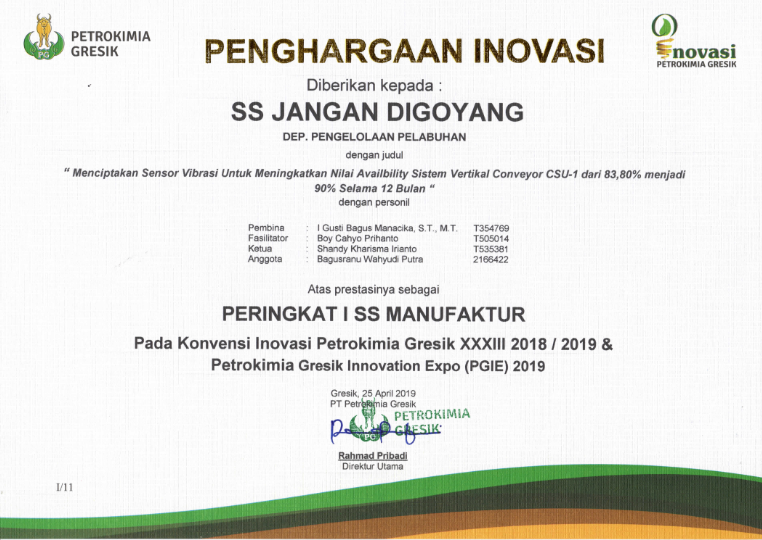 PETROKIMIA
GRESIK
PENGHARGAAN INOVASI
novasi
PETROKIMIA GRESIK
Diberikan kepada :
SS JANGAN DIGOYANG
DEP. PENGELOLAAN PELABUHAN
dengan judul
“ Menciptakan Sensor Vibrasi Untuk Meningkatkan Nilai Availbility Sistem Vertikal Conveyor CSU-1 dari 83,80% menjadi
90% Selama 12 Bulan “
dengan personil
Pembina : I Gusti Bagus Manacika, S.T., M.T. T354769
Fasilitator : Boy Cahyo Prihanto T505014
Ketua : Shandy Kharisma Irianto T535381
Anggota : Bagusranu Wahyudi Putra 2166422
Atas prestasinya sebagai
PERINGKAT I SS MANUFAKTUR
Pada Konvensi Inovasi Petrokimia Gresik XXXIII 2018 / 2019 &
Petrokimia Gresik Innovation Expo (PGIE) 2019
Gresik, 25 April 2019
PT Petrokimia Gresik
PETROKIMIA
GRESIK
PG
Rahmad Pribadi
Direktur Utama
I/11